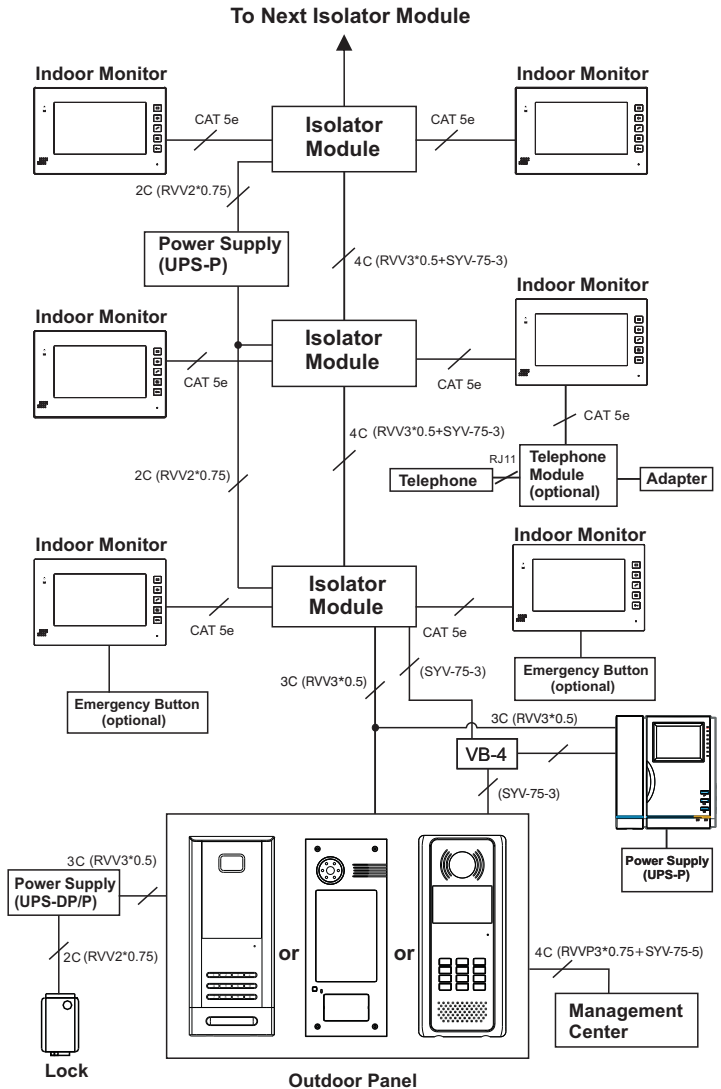 To Next Isolator Module
Indoor Monitor
Indoor Monitor
CAT 5e
Isolator
Module
CAT 5e
2C (RVV2*0.75)
Power Supply
(UPS-P)
4C (RVV3*0.5+SYV-75-3)
Indoor Monitor
Indoor Monitor
Isolator
Module
CAT 5e
CAT 5e
CAT 5e
4C (RVV3*0.5+SYV-75-3)
2C (RVV2*0.75)
RJ11
Telephone
Telephone
Module
(optional)
Adapter
Indoor Monitor
Indoor Monitor
Isolator
Module
CAT 5e
CAT 5e
3C (RVV3*0.5)
(SYV-75-3)
Emergency Button
(optional)
Emergency Button
(optional)
3C (RVV3*0.5)
VB-4
(SYV-75-3)
3C (RVV3*0.5)
Power Supply
(UPS-DP/P)
Power Supply
(UPS-P)
2C (RVV2*0.75)
or
or
4C (RVVP3*0.75+SYV-75-5)
Management
Center
Lock
Outdoor Panel